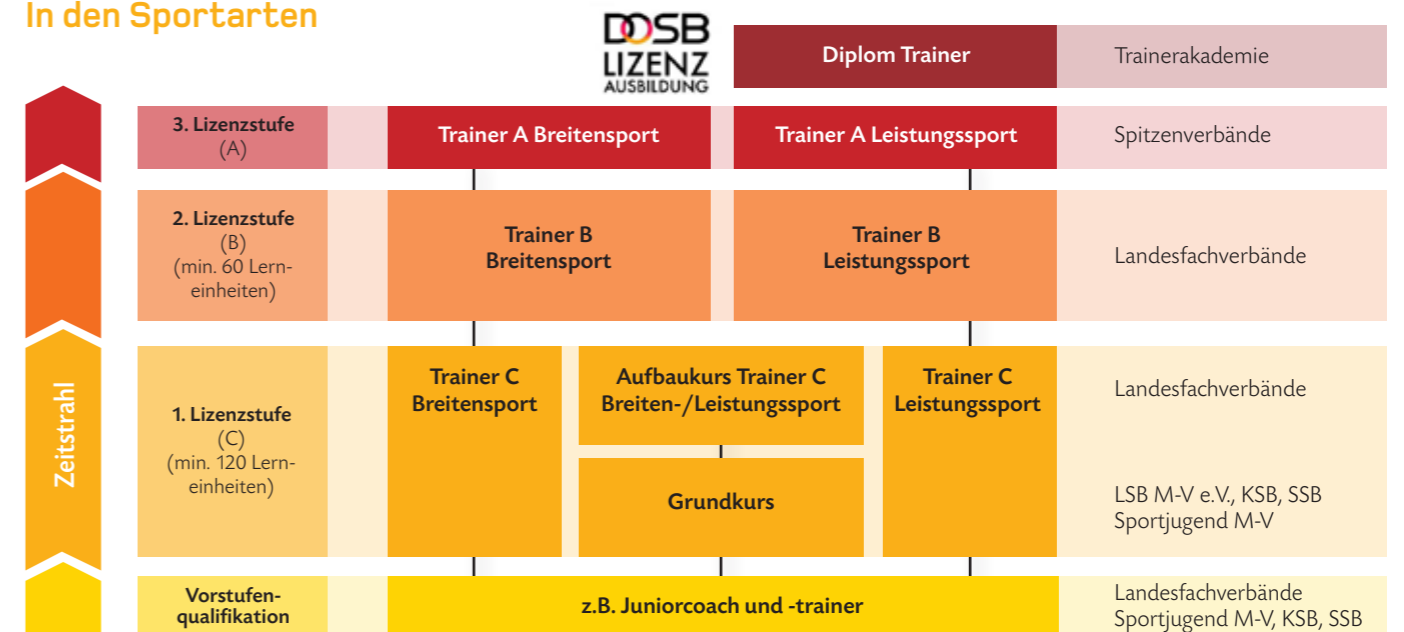 In den Sportarten
DOSB
LIZENZ
AUSBILDUNG
Diplom Trainer
Trainerakademie
3. Lizenzstufe
(A)
Trainer A Breitensport
Trainer A Leistungssport
Spitzenverbände
2. Lizenzstufe
(B)
(min. 60 Lern-
einheiten)
Trainer B
Breitensport
Trainer B
Leistungssport
Landesfachverbände
Zeitstrahl
1. Lizenzstufe
(C)
(min. 120 Lern-
einheiten)
Trainer C
Breitensport
Aufbaukurs Trainer C
Breiten-/Leistungssport
Trainer C
Leistungssport
Landesfachverbände
Grundkurs
LSB M-V e.V., KSB, SSB
Sportjugend M-V
Vorstufen-
qualifikation
z.B. Juniorcoach und -trainer
Landesfachverbände
Sportjugend M-V, KSB, SSB